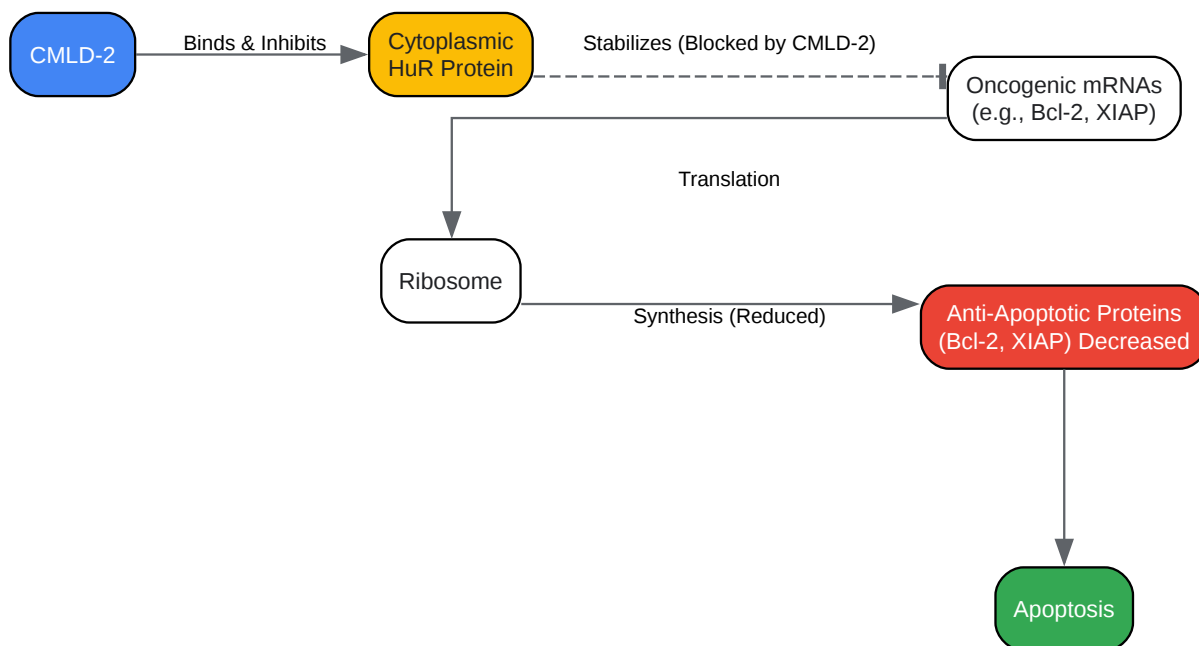 CMLD-2
Binds & Inhibits
Cytoplasmic
HuR Protein
Stabilizes (Blocked by CMLD-2)
Oncogenic mRNAs
(e.g., Bcl-2, XIAP)
Translation
Ribosome
Synthesis (Reduced)
Anti-Apoptotic Proteins
(Bcl-2, XIAP) Decreased
Apoptosis